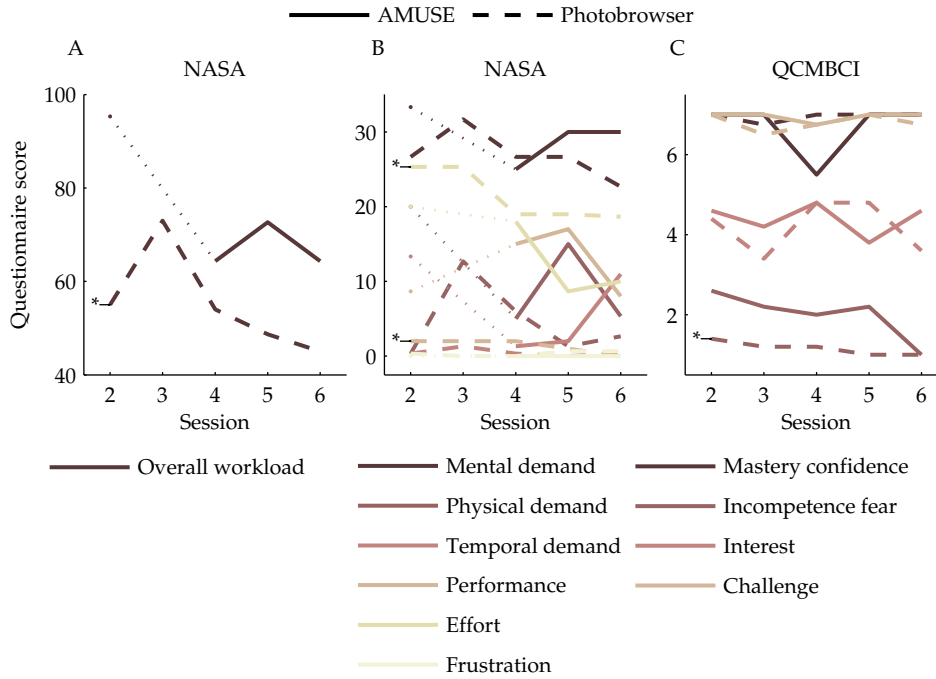 AMUSE Photobrowser
A B C
NASA NASA QCMBCI
Questionnaire score
100
80
60
40
*
2 3 4 5 6
Session
30
20
10
0
*
*
2 3 4 5 6
Session
6
4
2
*
2 3 4 5 6
Session
Overall workload
Mental demand
Physical demand
Temporal demand
Performance
Effort
Frustration
Mastery confidence
Incompetence fear
Interest
Challenge